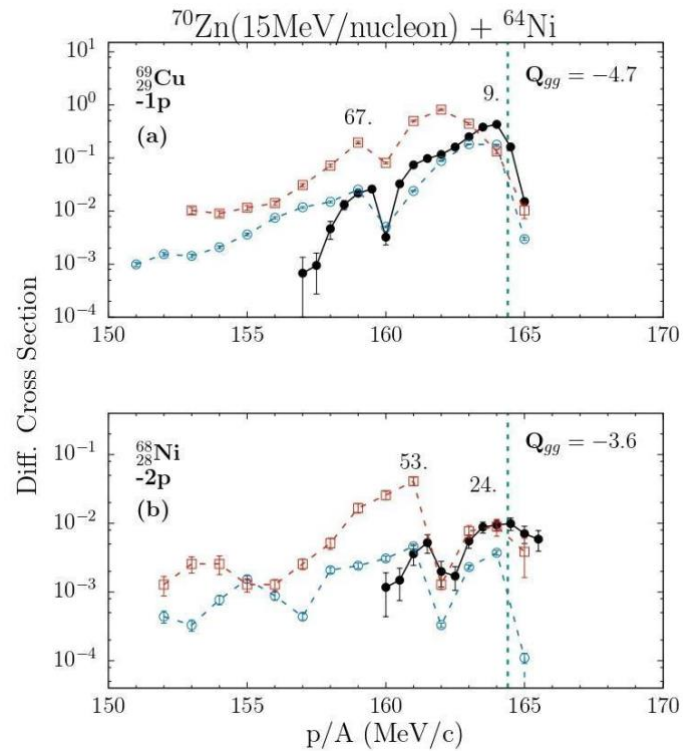 ⁷⁰Zn(15MeV/nucleon) + ⁶⁴Ni
⁶⁹₂₉Cu
-1p
(a)
67.
9.
Q_gg = −4.7
10¹
10⁰
10⁻¹
10⁻²
10⁻³
10⁻⁴
150 155 160 165 170
Diff. Cross Section
⁶⁸₂₈Ni
-2p
(b)
53.
24.
Q_gg = −3.6
10⁻¹
10⁻²
10⁻³
10⁻⁴
150 155 160 165 170
p/A (MeV/c)